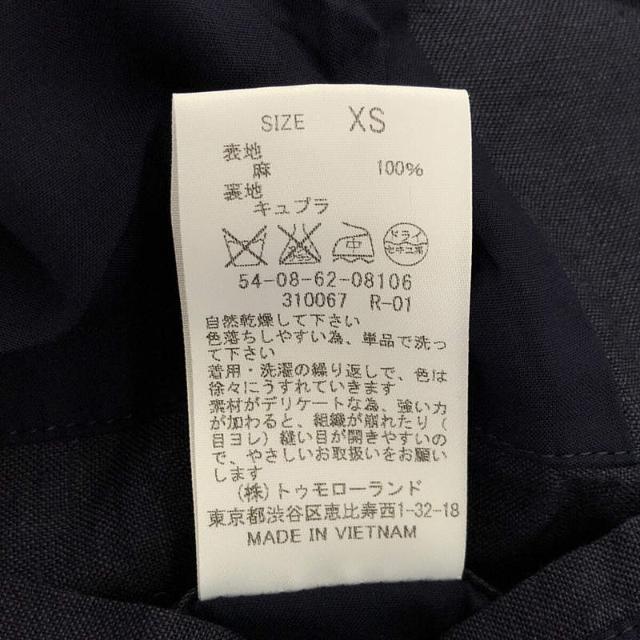 SIZE XS
表地
麻 100%
裏地
キュプラ
中
ドライ
セキユ系
54-08-62-08106
310067 R-01
自然乾燥して下さい
色落ちしやすい為、単品で洗っ
て下さい
着用・洗濯の繰り返しで、色は
徐々にうすれていきます
素材がデリケートな為、強い力
が加わると、組織が崩れたり(
目ヨレ)縫い目が開きやすいの
で、やさしいお取扱いをお願い
します
(株)トゥモローランド
東京都渋谷区恵比寿西1-32-18
MADE IN VIETNAM